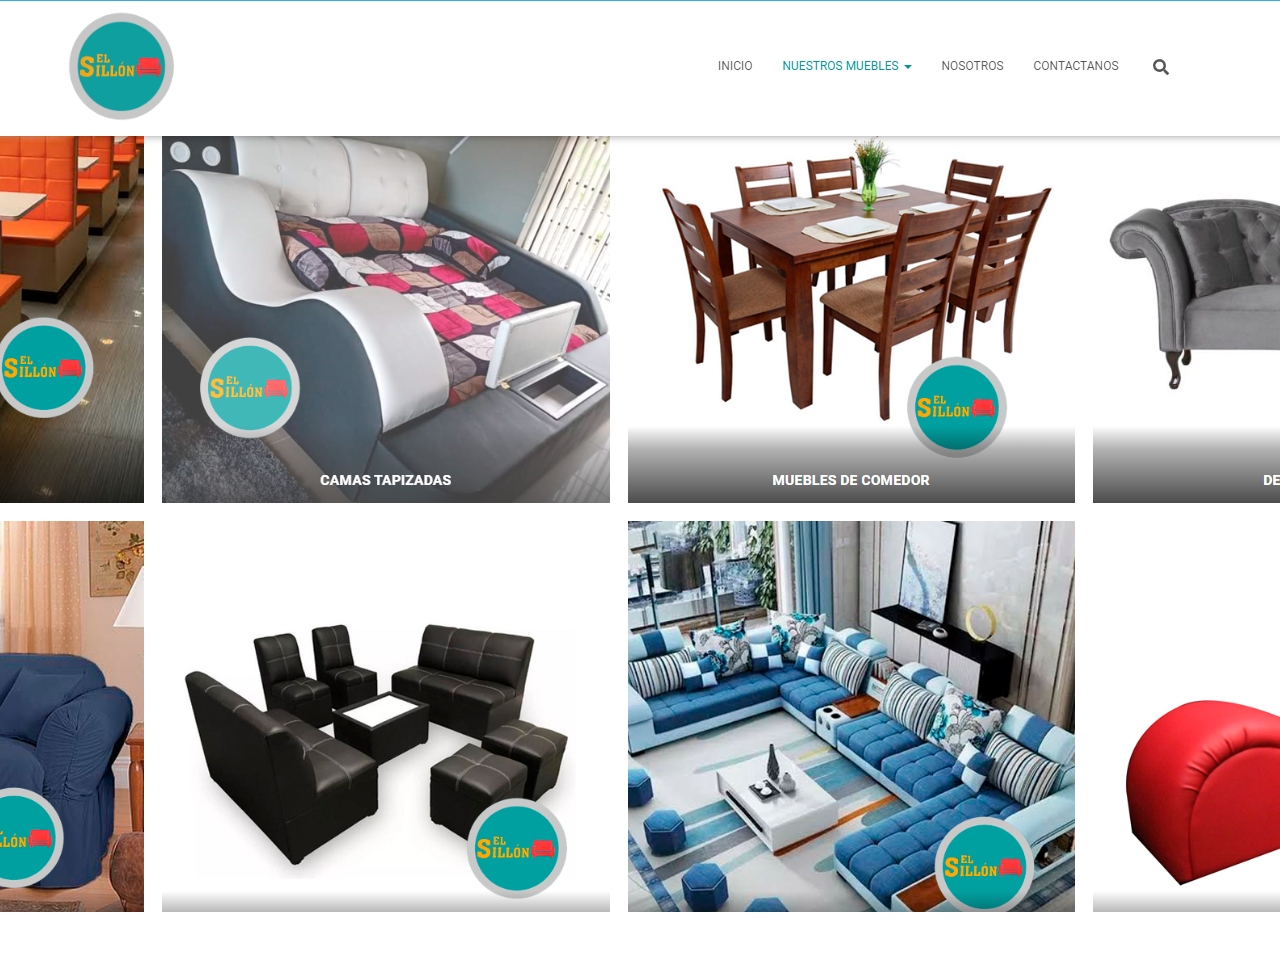 EL
SILLÓN
INICIO
NUESTROS MUEBLES
NOSOTROS
CONTACTANOS
EL
SILLÓN
EL
SILLÓN
EL
SILLÓN
CAMAS TAPIZADAS
MUEBLES DE COMEDOR
DE
SILLÓN
EL
SILLÓN
EL
SILLÓN